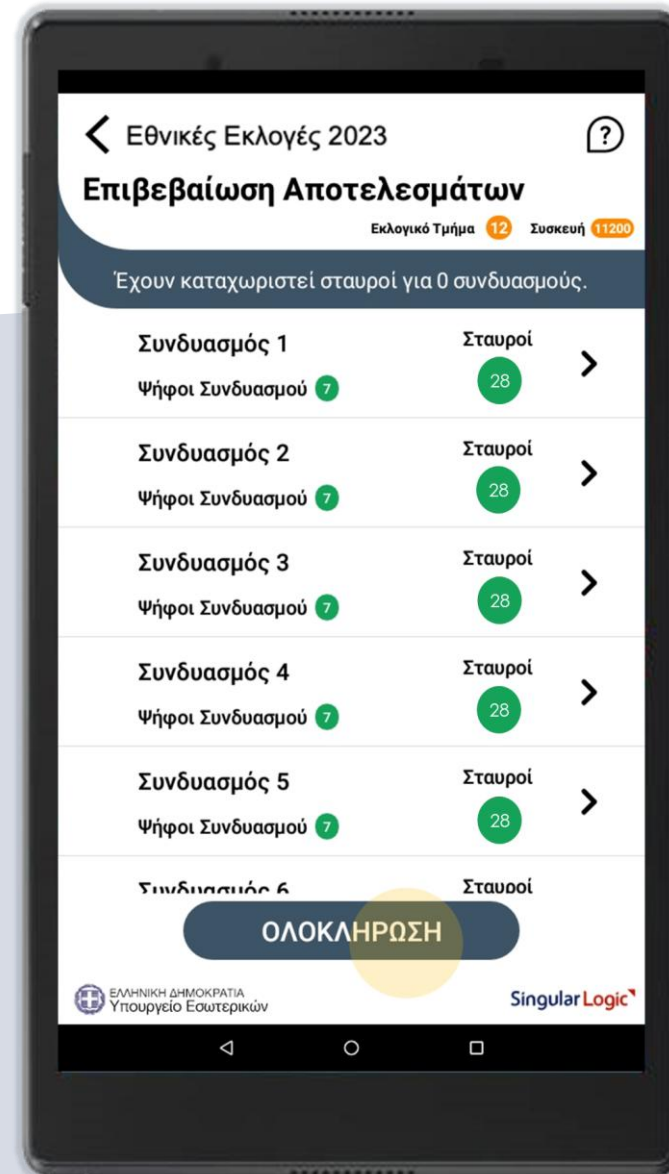 Εθνικές Εκλογές 2023
?
Επιβεβαίωση Αποτελεσμάτων
Εκλογικό Τμήμα 12 Συσκευή 11200
Έχουν καταχωριστεί σταυροί για 0 συνδυασμούς.
Συνδυασμός 1 Σταυροί
Ψήφοι Συνδυασμού 7 28
Συνδυασμός 2 Σταυροί
Ψήφοι Συνδυασμού 7 28
Συνδυασμός 3 Σταυροί
Ψήφοι Συνδυασμού 7 28
Συνδυασμός 4 Σταυροί
Ψήφοι Συνδυασμού 7 28
Συνδυασμός 5 Σταυροί
Ψήφοι Συνδυασμού 7 28
Συνδυασμός 6 Σταυροί
ΟΛΟΚΛΗΡΩΣΗ
ΕΛΛΗΝΙΚΗ ΔΗΜΟΚΡΑΤΙΑ
Υπουργείο Εσωτερικών
SingularLogic